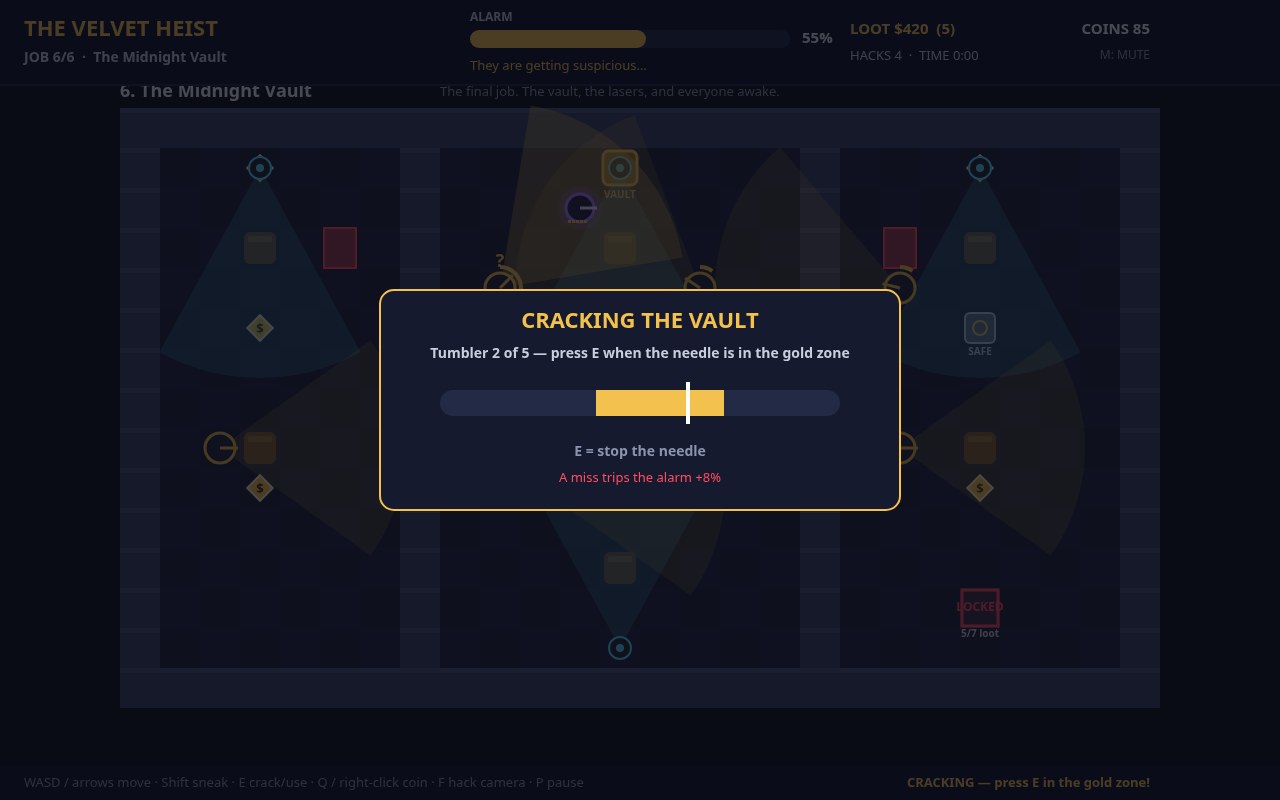 THE VELVET HEIST
JOB 6/6 · The Midnight Vault
ALARM
55%
They are getting suspicious...
LOOT $420 (5)
HACKS 4 · TIME 0:00
COINS 85
M: MUTE
6. The Midnight Vault
The final job. The vault, the lasers, and everyone awake.
VAULT
?
$
SAFE
$
$
LOCKED
5/7 loot
CRACKING THE VAULT
Tumbler 2 of 5 — press E when the needle is in the gold zone
E = stop the needle
A miss trips the alarm +8%
WASD / arrows move · Shift sneak · E crack/use · Q / right-click coin · F hack camera · P pause
CRACKING — press E in the gold zone!